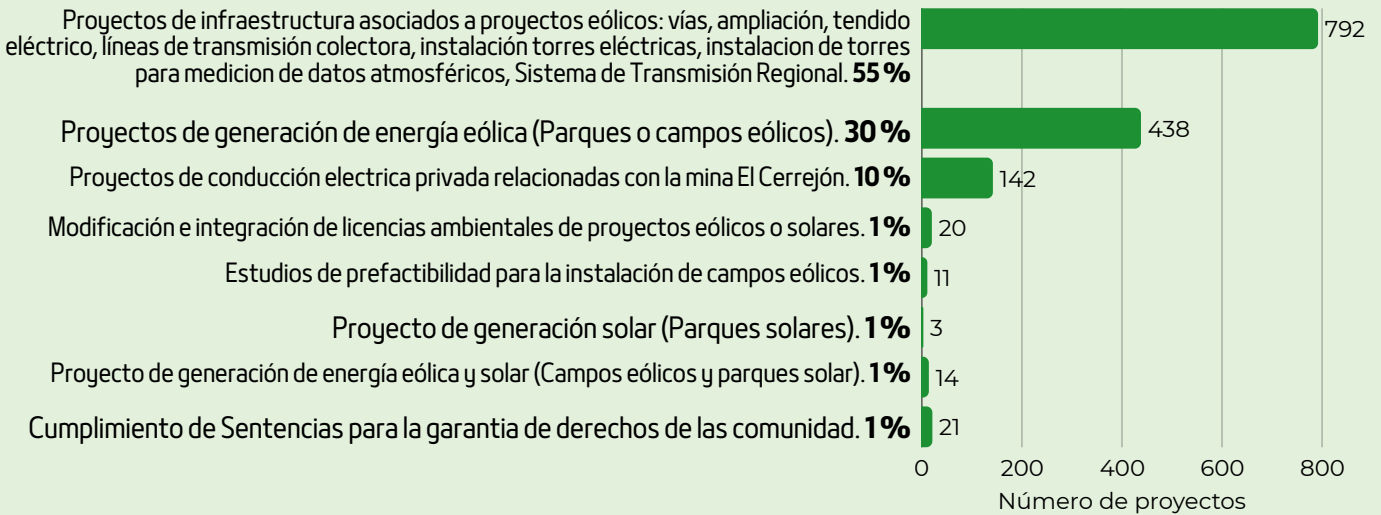 Proyectos de infraestructura asociados a proyectos eólicos: vías, ampliación, tendido
eléctrico, líneas de transmisión colectora, instalación torres eléctricas, instalacion de torres
para medicion de datos atmosféricos, Sistema de Transmisión Regional. 55 %
792
Proyectos de generación de energía eólica (Parques o campos eólicos). 30 %
438
Proyectos de conducción electrica privada relacionadas con la mina El Cerrejón. 10 %
142
Modificación e integración de licencias ambientales de proyectos eólicos o solares. 1 %
20
Estudios de prefactibilidad para la instalación de campos eólicos. 1 %
11
Proyecto de generación solar (Parques solares). 1 %
3
Proyecto de generación de energía eólica y solar (Campos eólicos y parques solar). 1 %
14
Cumplimiento de Sentencias para la garantia de derechos de las comunidad. 1 %
21
0 200 400 600 800
Número de proyectos